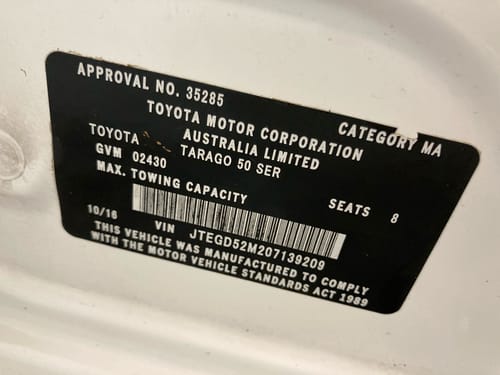 APPROVAL NO. 35285 CATEGORY MA
TOYOTA MOTOR CORPORATION
AUSTRALIA LIMITED
TOYOTA TARAGO 50 SER
GVM 02430
MAX. TOWING CAPACITY
SEATS 8
10/16
VIN JTEGD52M207139209
THIS VEHICLE WAS MANUFACTURED TO COMPLY
WITH THE MOTOR VEHICLE STANDARDS ACT 1989